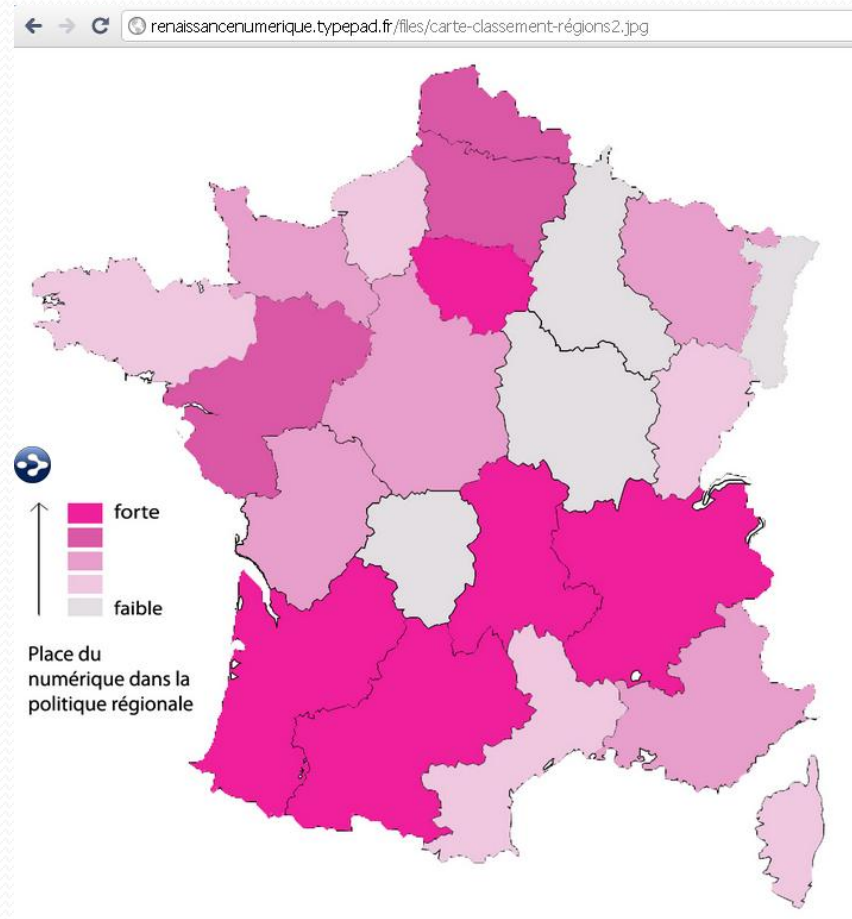 renaissancenumerique.typepad.fr/files/carte-classement-régions2.jpg
forte
faible
Place du
numérique dans la
politique régionale